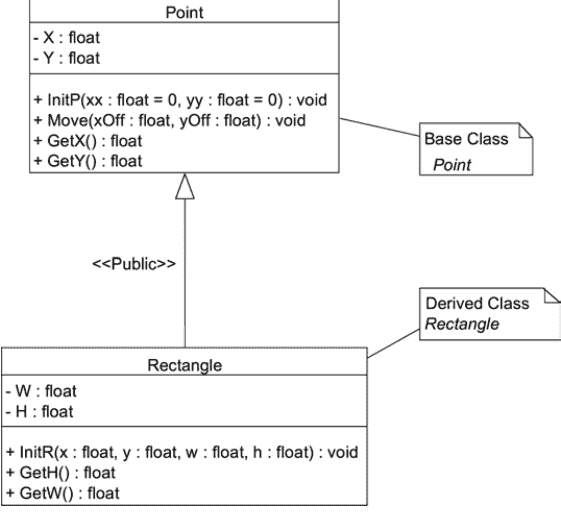 Point
- X : float
- Y : float
+ InitP(xx : float = 0, yy : float = 0) : void
+ Move(xOff : float, yOff : float) : void
+ GetX() : float
+ GetY() : float
Base Class
Point
<<Public>>
Derived Class
Rectangle
Rectangle
- W : float
- H : float
+ InitR(x : float, y : float, w : float, h : float) : void
+ GetH() : float
+ GetW() : float